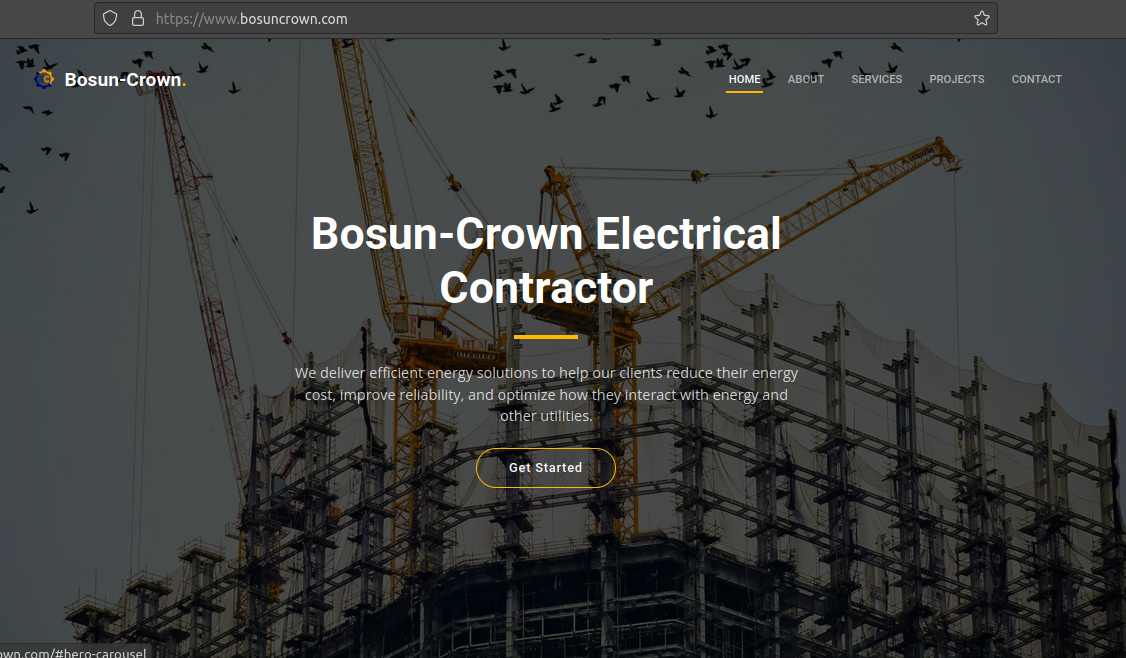 https://www.bosuncrown.com
Bosun-Crown.
HOME ABOUT SERVICES PROJECTS CONTACT
Bosun-Crown Electrical
Contractor
We deliver efficient energy solutions to help our clients reduce their energy
cost, improve reliability, and optimize how they interact with energy and
other utilities.
Get Started
own.com/#hero-carousel